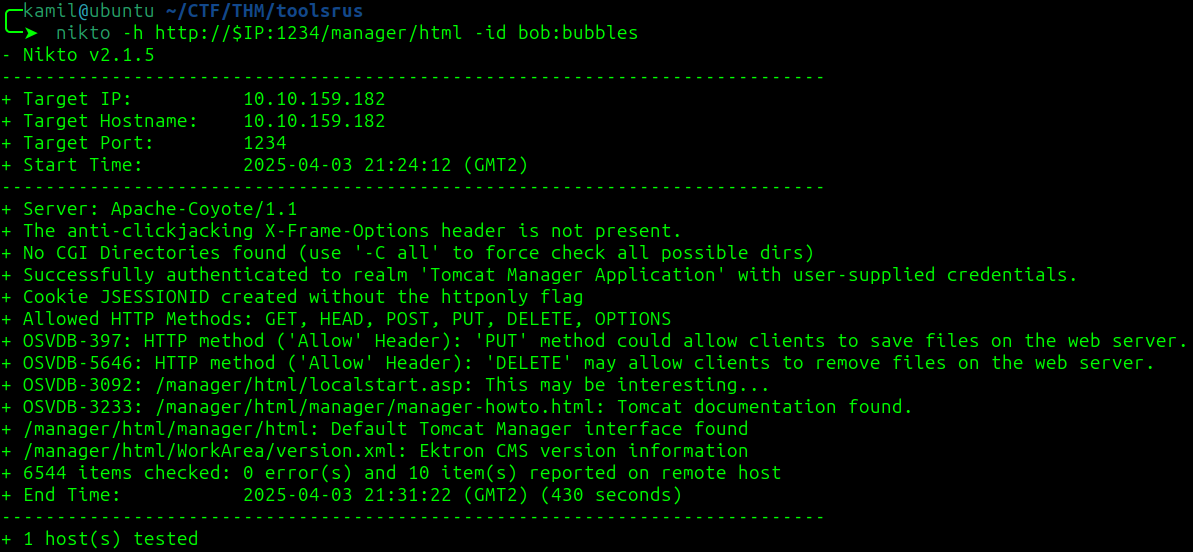 kamil@ubuntu ~/CTF/THM/toolsrus
nikto -h http://$IP:1234/manager/html -id bob:bubbles
- Nikto v2.1.5
---------------------------------------------------------------------------
+ Target IP:          10.10.159.182
+ Target Hostname:    10.10.159.182
+ Target Port:        1234
+ Start Time:         2025-04-03 21:24:12 (GMT2)
---------------------------------------------------------------------------
+ Server: Apache-Coyote/1.1
+ The anti-clickjacking X-Frame-Options header is not present.
+ No CGI Directories found (use '-C all' to force check all possible dirs)
+ Successfully authenticated to realm 'Tomcat Manager Application' with user-supplied credentials.
+ Cookie JSESSIONID created without the httponly flag
+ Allowed HTTP Methods: GET, HEAD, POST, PUT, DELETE, OPTIONS
+ OSVDB-397: HTTP method ('Allow' Header): 'PUT' method could allow clients to save files on the web server.
+ OSVDB-5646: HTTP method ('Allow' Header): 'DELETE' may allow clients to remove files on the web server.
+ OSVDB-3092: /manager/html/localstart.asp: This may be interesting...
+ OSVDB-3233: /manager/html/manager/manager-howto.html: Tomcat documentation found.
+ /manager/html/manager/html: Default Tomcat Manager interface found
+ /manager/html/WorkArea/version.xml: Ektron CMS version information
+ 6544 items checked: 0 error(s) and 10 item(s) reported on remote host
+ End Time:           2025-04-03 21:31:22 (GMT2) (430 seconds)
---------------------------------------------------------------------------
+ 1 host(s) tested